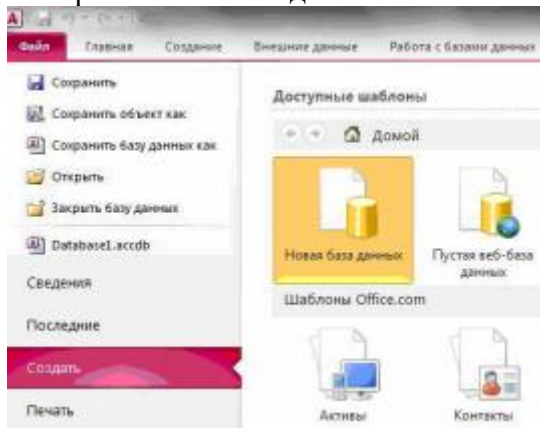 Файл Главная Создание Внешние данные Работа с базами данных
Сохранить
Сохранить объект как
Сохранить базу данных как
Открыть
Закрыть базу данных
Database1.accdb
Сведения
Последние
Создать
Печать
Доступные шаблоны
Домой
Новая база данных
Пустая веб-база данных
Шаблоны Office.com
Активы
Контакты